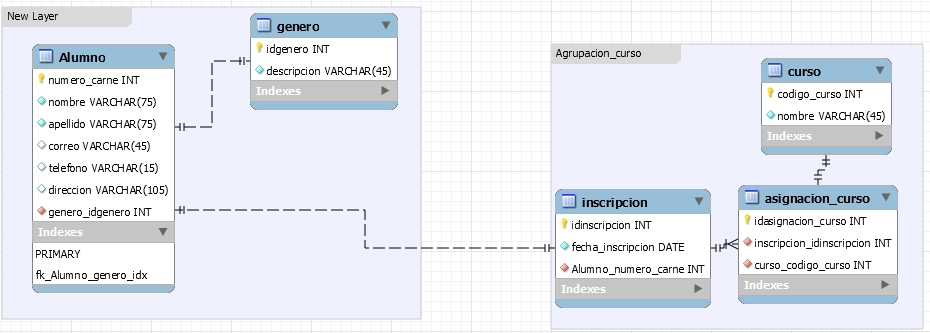 New Layer
genero
idgenero INT
descripcion VARCHAR(45)
Indexes
Alumno
numero_carne INT
nombre VARCHAR(75)
apellido VARCHAR(75)
correo VARCHAR(45)
telefono VARCHAR(15)
direccion VARCHAR(105)
genero_idgenero INT
Indexes
PRIMARY
fk_Alumno_genero_idx
Agrupacion_curso
curso
codigo_curso INT
nombre VARCHAR(45)
Indexes
inscripcion
idinscripcion INT
fecha_inscripcion DATE
Alumno_numero_carne INT
Indexes
asignacion_curso
idasignacion_curso INT
inscripcion_idinscripcion INT
curso_codigo_curso INT
Indexes